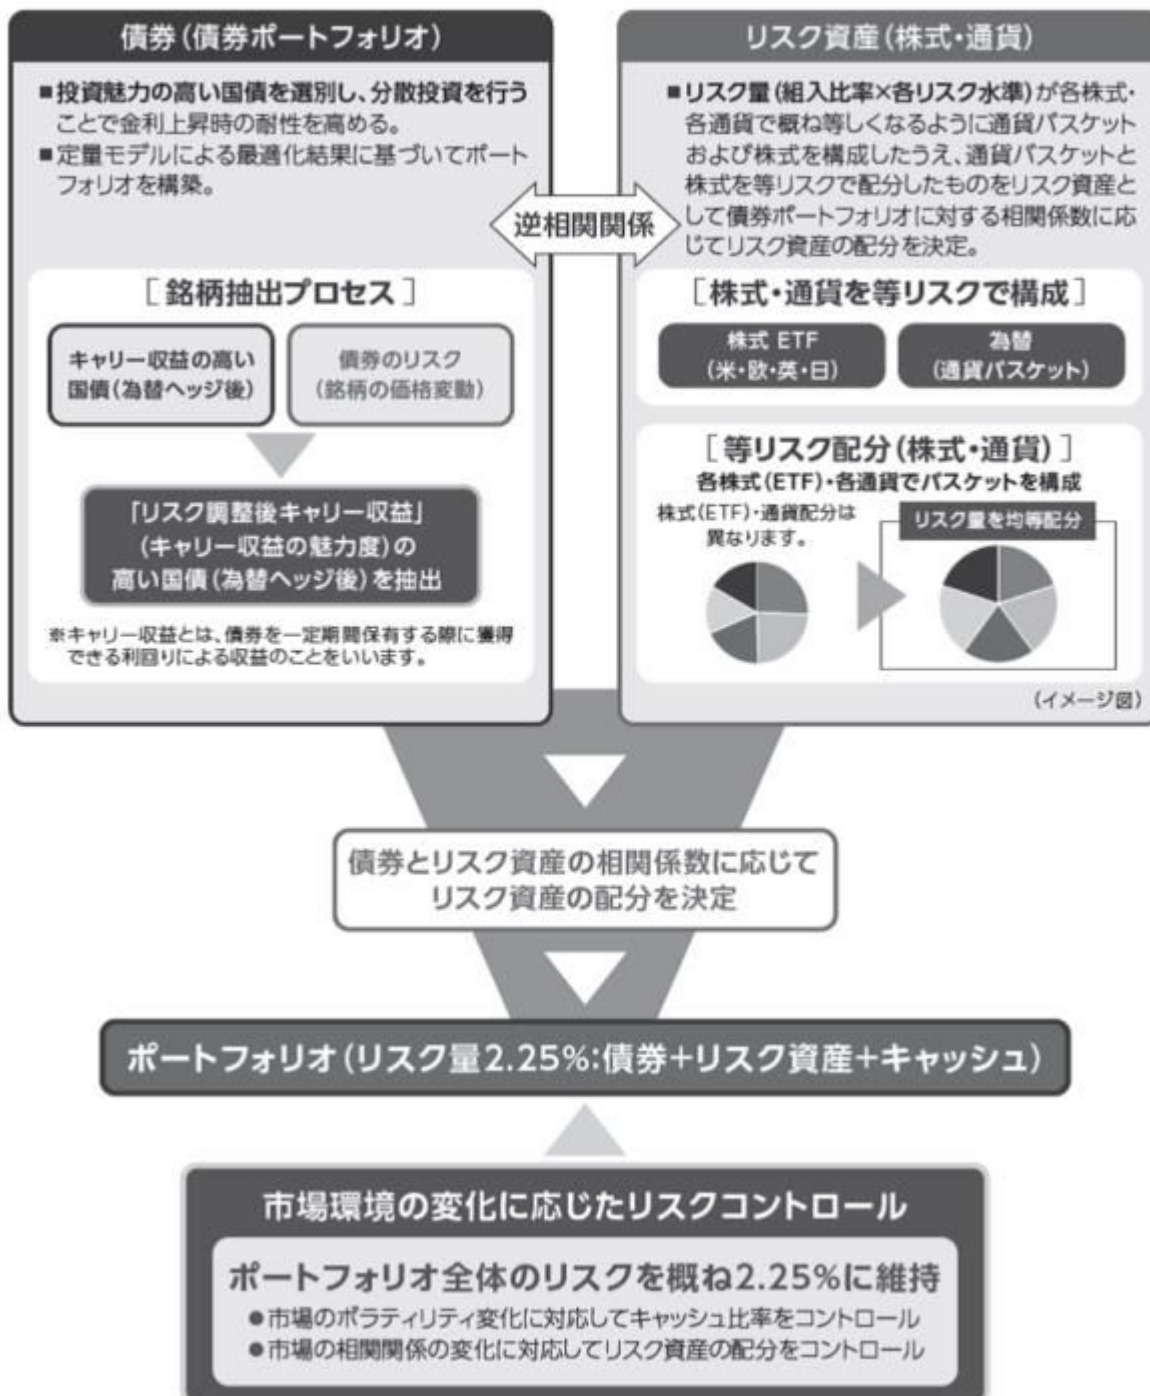 債券(債券ポートフォリオ)
■投資魅力の高い国債を選別し、分散投資を行う
ことで金利上昇時の耐性を高める。
■定量モデルによる最適化結果に基づいてポート
フォリオを構築。
[銘柄抽出プロセス]
キャリー収益の高い
国債(為替ヘッジ後)
債券のリスク
(銘柄の価格変動)
「リスク調整後キャリー収益」
(キャリー収益の魅力度)の
高い国債(為替ヘッジ後)を抽出
※キャリー収益とは、債券を一定期間保有する際に獲得
できる利回りによる収益のことをいいます。
逆相関関係
リスク資産(株式・通貨)
■リスク量(組入比率×各リスク水準)が各株式・
各通貨で概ね等しくなるように通貨バスケット
および株式を構成したうえ、通貨バスケットと
株式を等リスクで配分したものをリスク資産と
して債券ポートフォリオに対する相関係数に応
じてリスク資産の配分を決定。
[株式・通貨を等リスクで構成]
株式 ETF
(米・欧・英・日)
為替
(通貨バスケット)
[等リスク配分(株式・通貨)]
各株式(ETF)・各通貨でバスケットを構成
株式(ETF)・通貨配分は
異なります。
リスク量を均等配分
(イメージ図)
債券とリスク資産の相関係数に応じて
リスク資産の配分を決定
ポートフォリオ(リスク量2.25%:債券+リスク資産+キャッシュ)
市場環境の変化に応じたリスクコントロール
ポートフォリオ全体のリスクを概ね2.25%に維持
●市場のボラティリティ変化に対応してキャッシュ比率をコントロール
●市場の相関関係の変化に対応してリスク資産の配分をコントロール